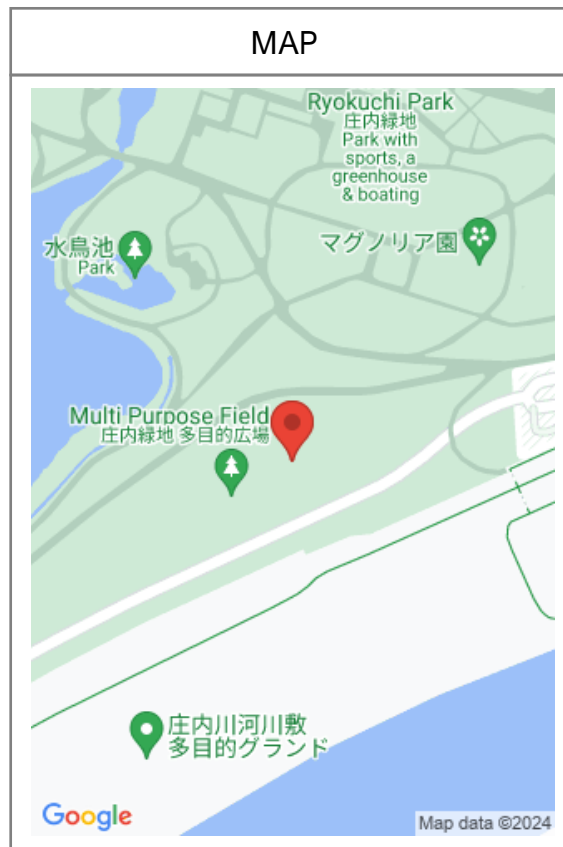 MAP
Ryokuchi Park
庄内緑地
Park with
sports, a
greenhouse
& boating
水鳥池
Park
マグノリア園
Multi Purpose Field
庄内緑地 多目的広場
庄内川河川敷
多目的グランド
Google
Map data ©2024